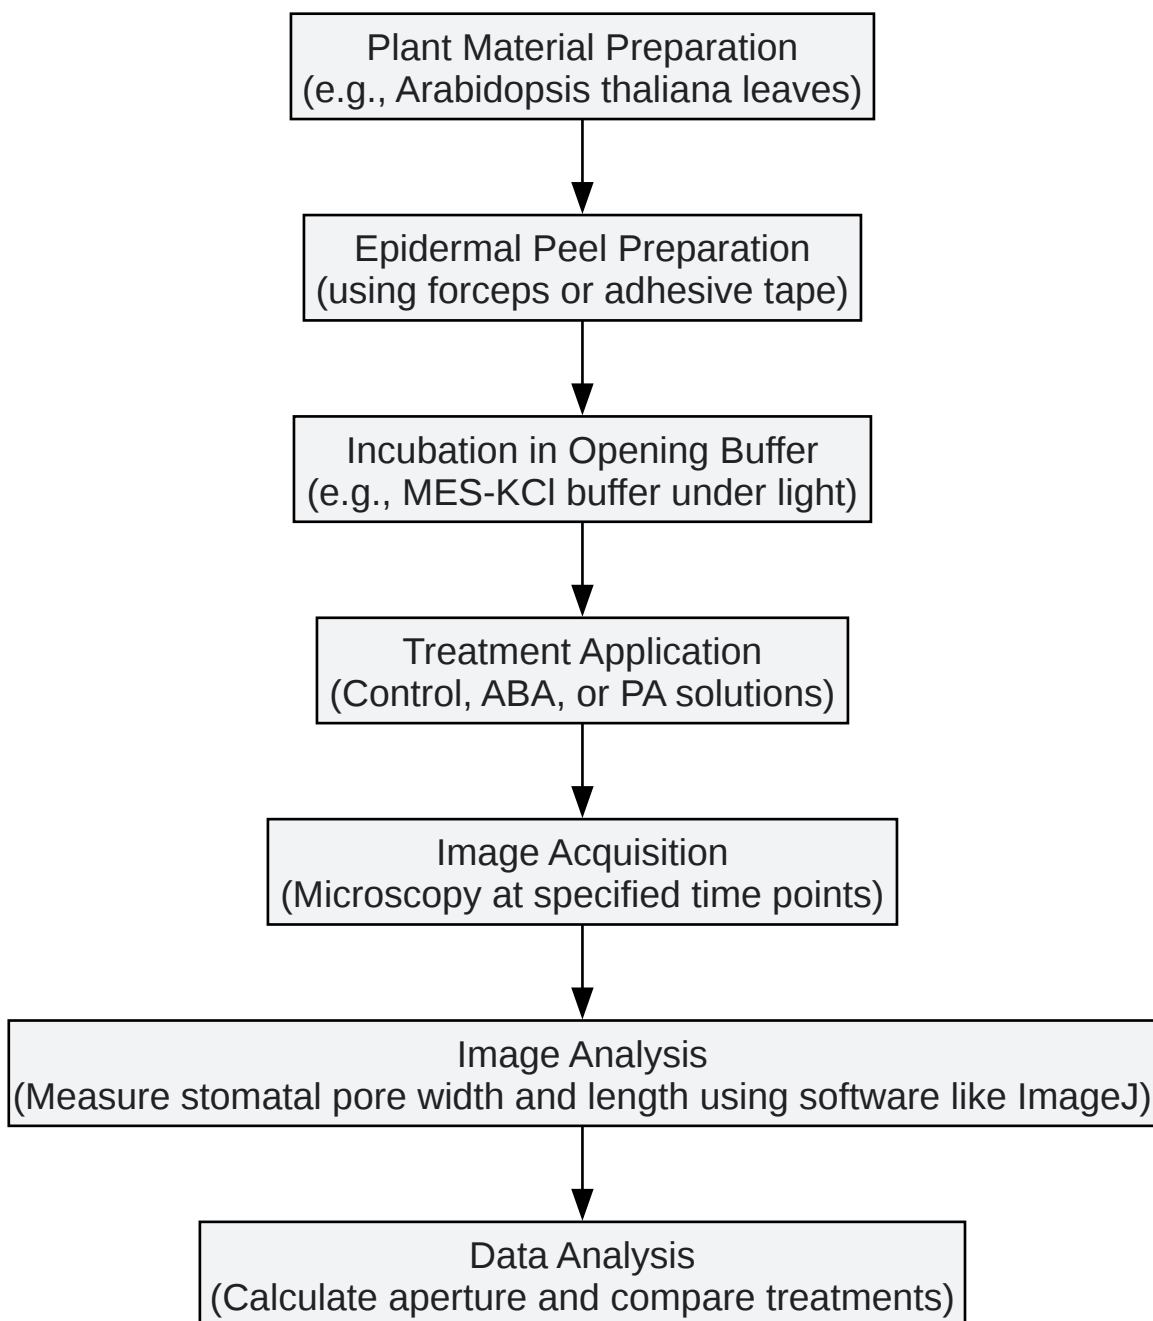 Plant Material Preparation
(e.g., Arabidopsis thaliana leaves)
Epidermal Peel Preparation
(using forceps or adhesive tape)
Incubation in Opening Buffer
(e.g., MES-KCl buffer under light)
Treatment Application
(Control, ABA, or PA solutions)
Image Acquisition
(Microscopy at specified time points)
Image Analysis
(Measure stomatal pore width and length using software like ImageJ)
Data Analysis
(Calculate aperture and compare treatments)